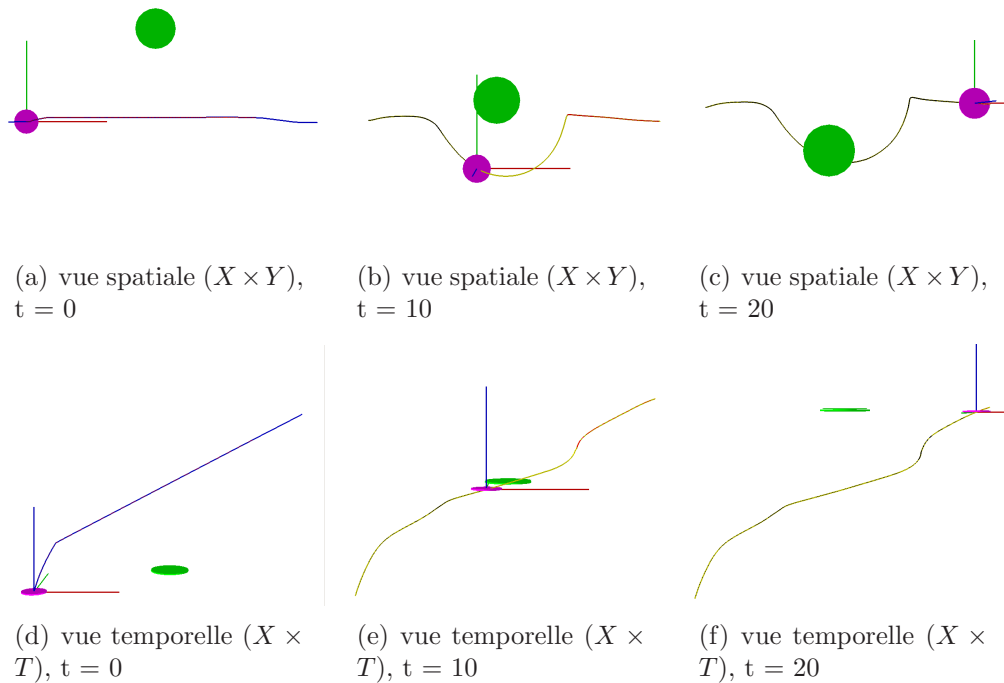 (a) vue spatiale (X × Y),
t = 0
(b) vue spatiale (X × Y),
t = 10
(c) vue spatiale (X × Y),
t = 20
(d) vue temporelle (X ×
T), t = 0
(e) vue temporelle (X ×
T), t = 10
(f) vue temporelle (X ×
T), t = 20